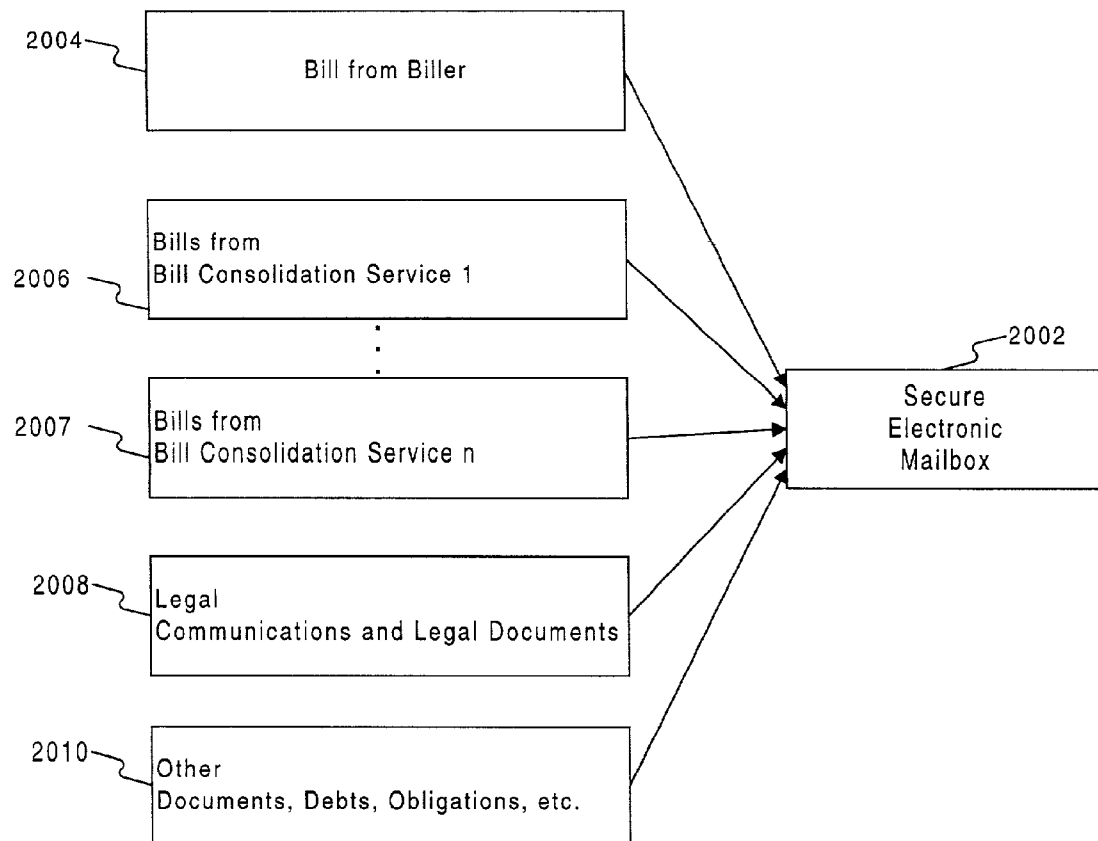 2004
Bill from Biller
Bills from
Bill Consolidation Service 1
2006
2002
Secure
Electronic
Mailbox
Bills from
Bill Consolidation Service n
2007
2008
Legal
Communications and Legal Documents
2010
Other
Documents, Debts, Obligations, etc.